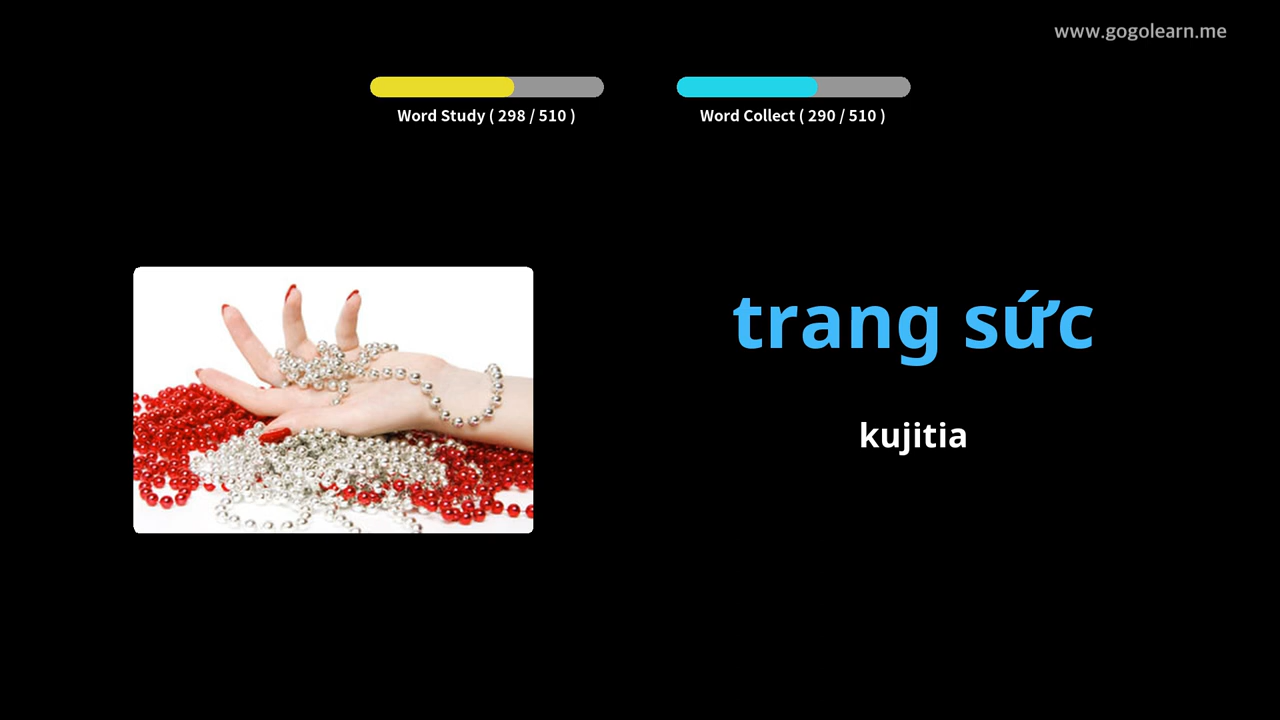 www.gogolearn.me
Word Study ( 298 / 510 )
Word Collect ( 290 / 510 )
trang sức
kujitia